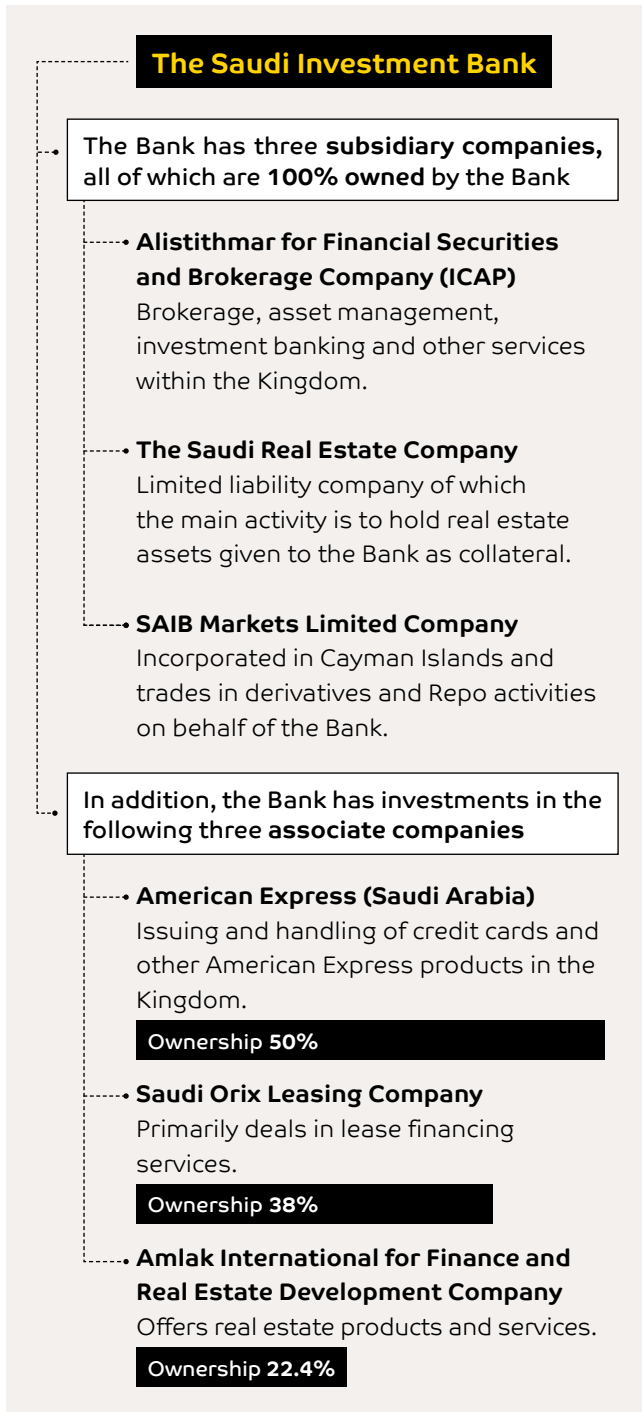 The Saudi Investment Bank
The Bank has three subsidiary companies,
all of which are 100% owned by the Bank
Alistithmar for Financial Securities
and Brokerage Company (ICAP)
Brokerage, asset management,
investment banking and other services
within the Kingdom.
The Saudi Real Estate Company
Limited liability company of which
the main activity is to hold real estate
assets given to the Bank as collateral.
SAIB Markets Limited Company
Incorporated in Cayman Islands and
trades in derivatives and Repo activities
on behalf of the Bank.
In addition, the Bank has investments in the
following three associate companies
American Express (Saudi Arabia)
Issuing and handling of credit cards and
other American Express products in the
Kingdom.
Ownership 50%
Saudi Orix Leasing Company
Primarily deals in lease financing
services.
Ownership 38%
Amlak International for Finance and
Real Estate Development Company
Offers real estate products and services.
Ownership 22.4%